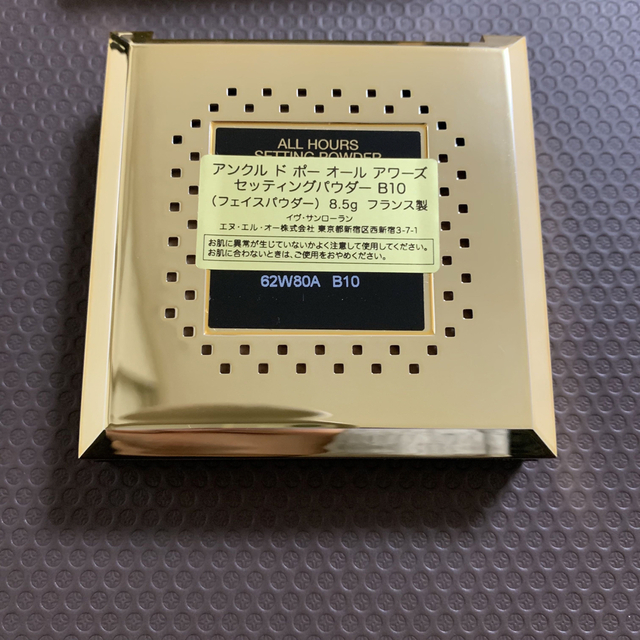 ALL HOURS
SETTING POWDER
アンクル ド ポー オール アワーズ
セッティングパウダー B10
(フェイスパウダー) 8.5g フランス製
イヴ・サンローラン
エヌ・エル・オー株式会社 東京都新宿区西新宿3-7-1
お肌に異常が生じていないかよく注意して使用してください。
お肌に合わないときは、ご使用をおやめください。
62W80A B10